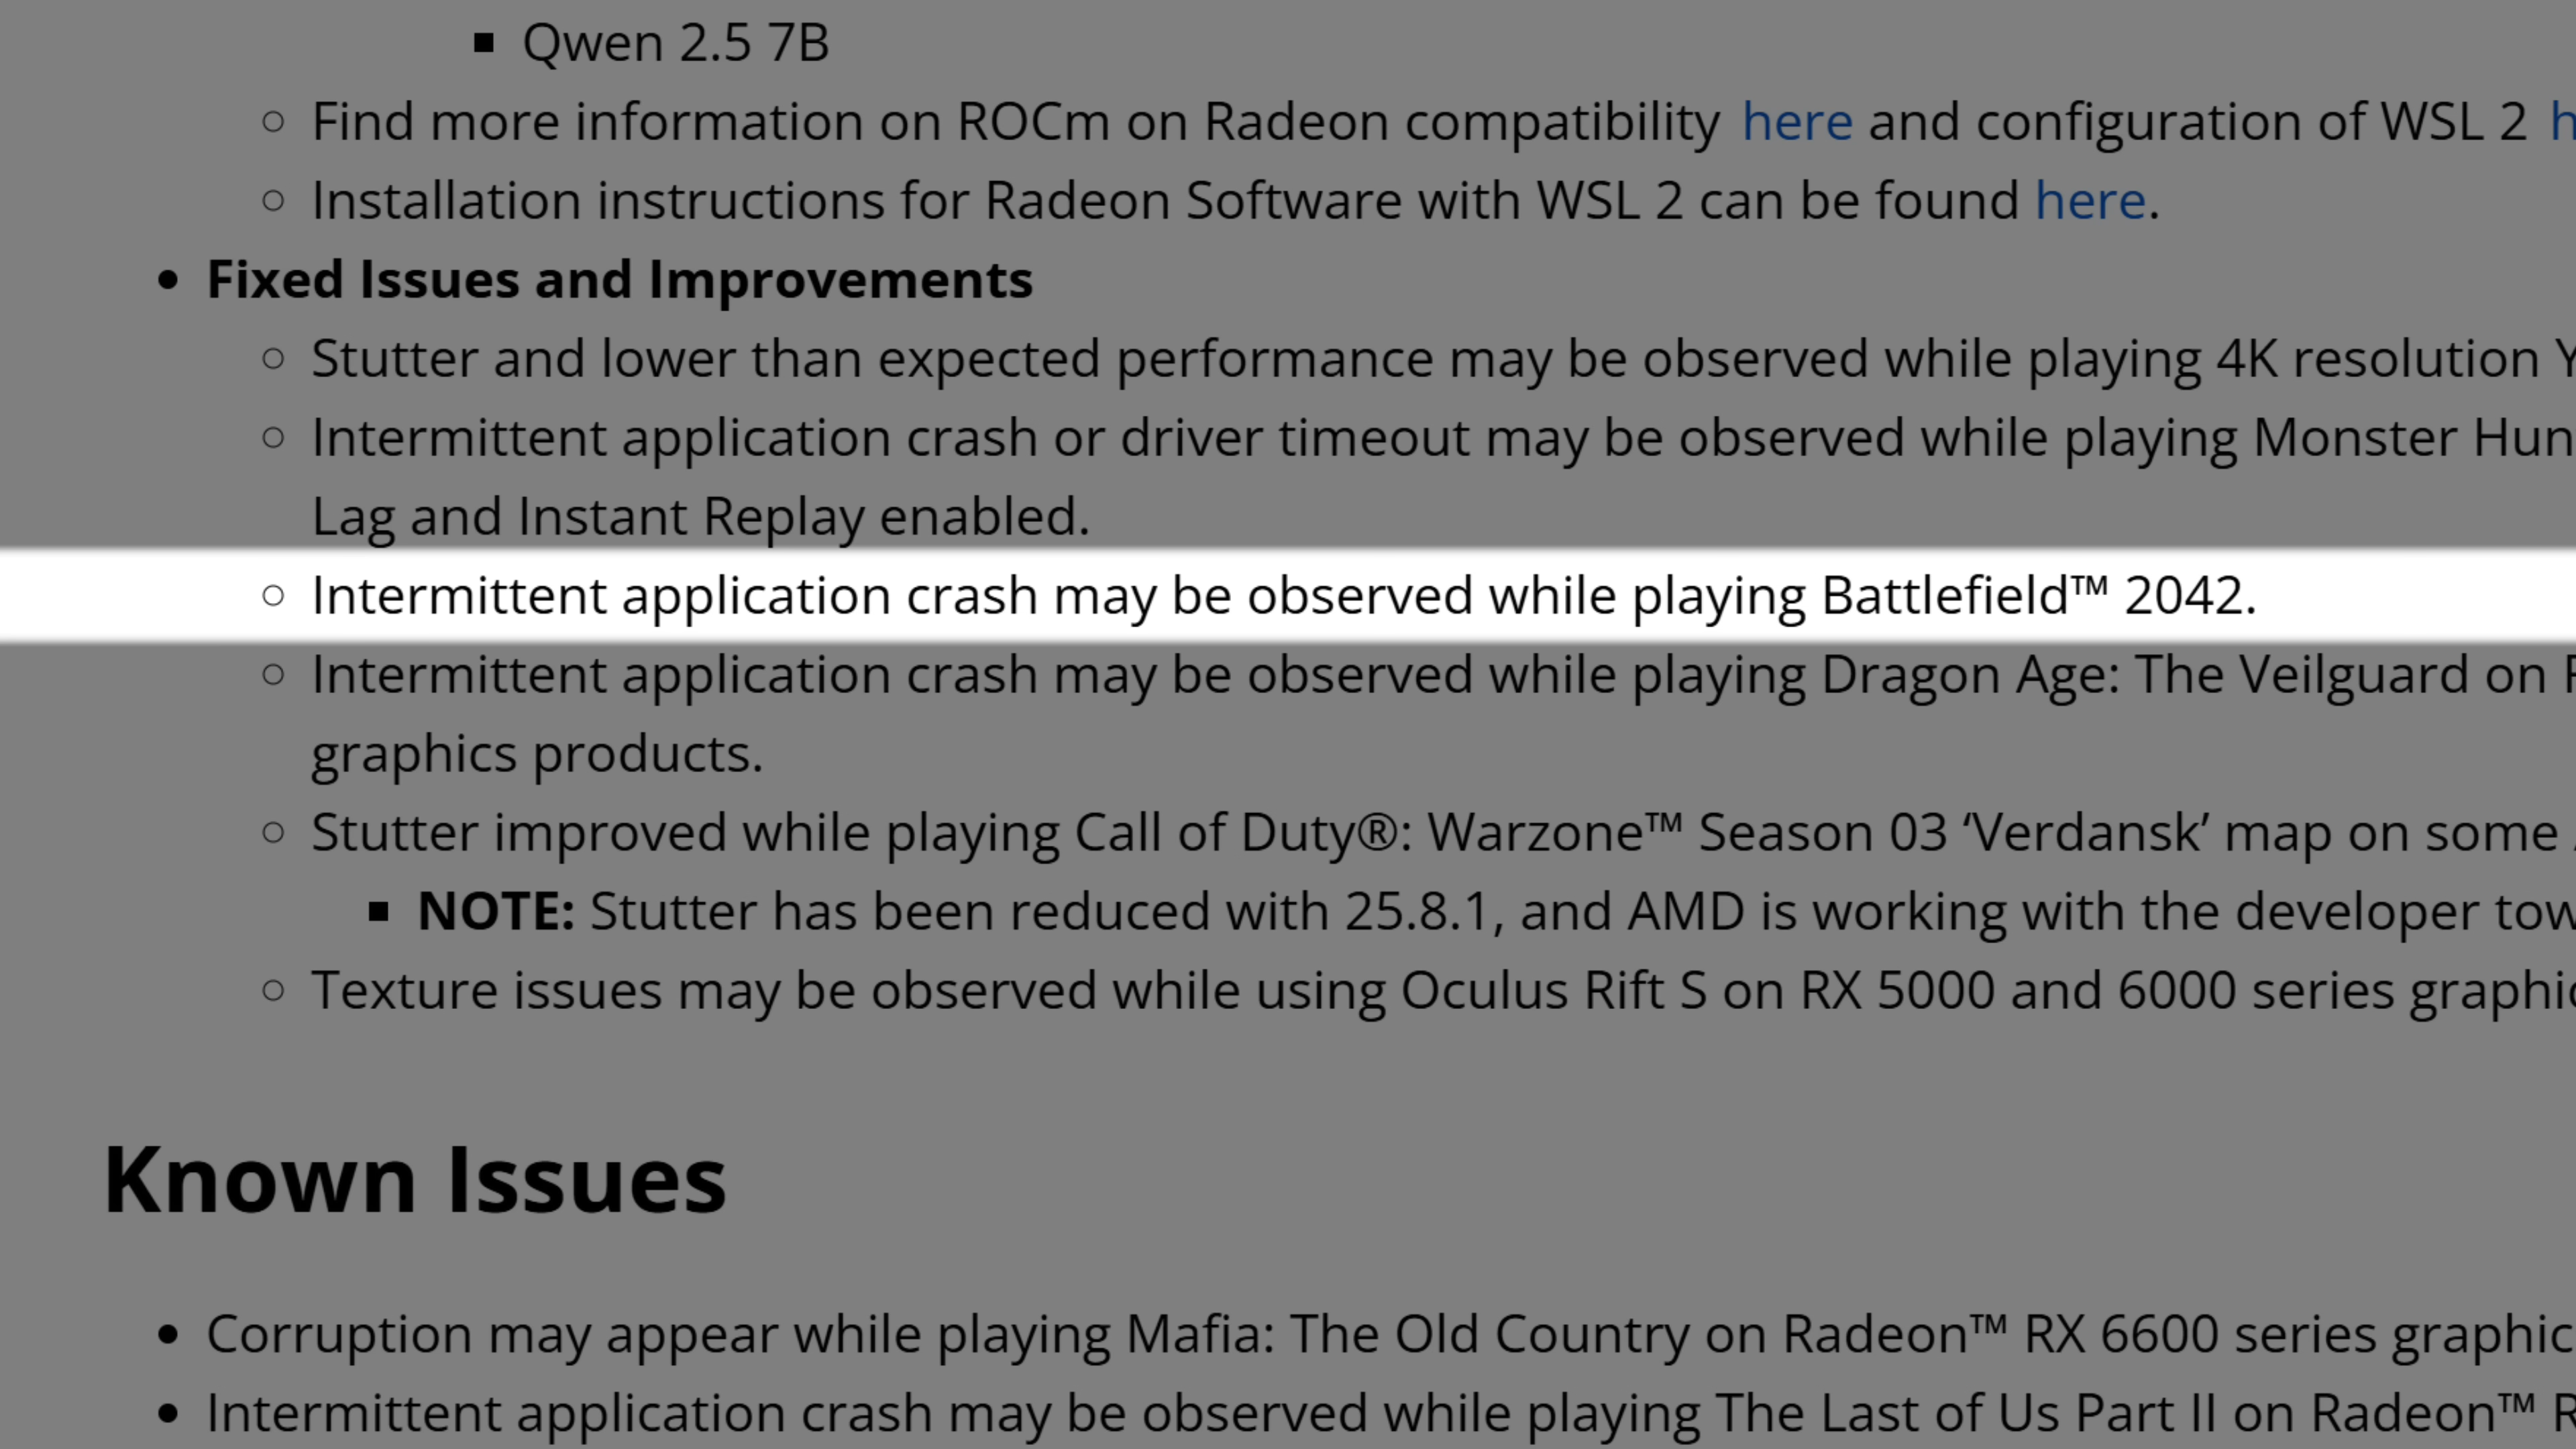 Qwen 2.5 7B
Find more information on ROCm on Radeon compatibility here and configuration of WSL 2
Installation instructions for Radeon Software with WSL 2 can be found here.
Fixed Issues and Improvements
Stutter and lower than expected performance may be observed while playing 4K resolution
Intermittent application crash or driver timeout may be observed while playing Monster
Lag and Instant Replay enabled.
Intermittent application crash may be observed while playing Battlefield™ 2042.
Intermittent application crash may be observed while playing Dragon Age: The Veilguard on
graphics products.
Stutter improved while playing Call of Duty®: Warzone™ Season 03 ‘Verdansk’ map on some
NOTE: Stutter has been reduced with 25.8.1, and AMD is working with the developer
Texture issues may be observed while using Oculus Rift S on RX 5000 and 6000 series
Known Issues
Corruption may appear while playing Mafia: The Old Country on Radeon™ RX 6600 series
Intermittent application crash may be observed while playing The Last of Us Part II on Radeon™